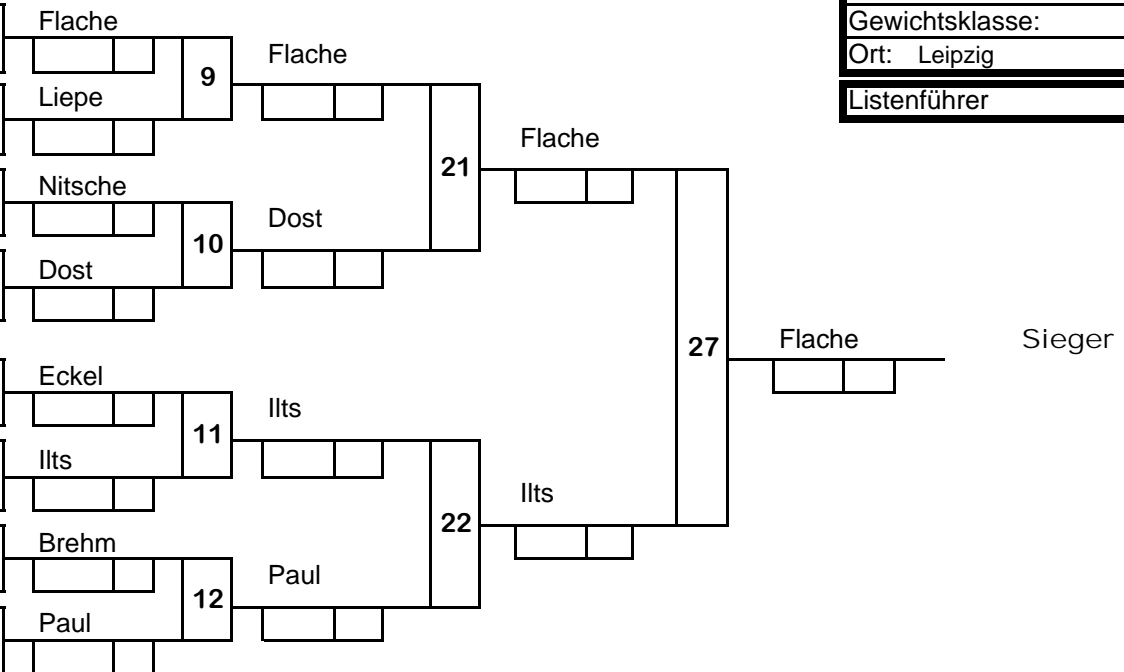 Flache
Gewichtsklasse:
Flache
Ort: Leipzig
9
Liepe
Listenführer
Flache
21
Nitsche
Dost
10
Dost
Flache
Sieger
27
Eckel
Ilts
11
Ilts
Ilts
22
Brehm
Paul
12
Paul